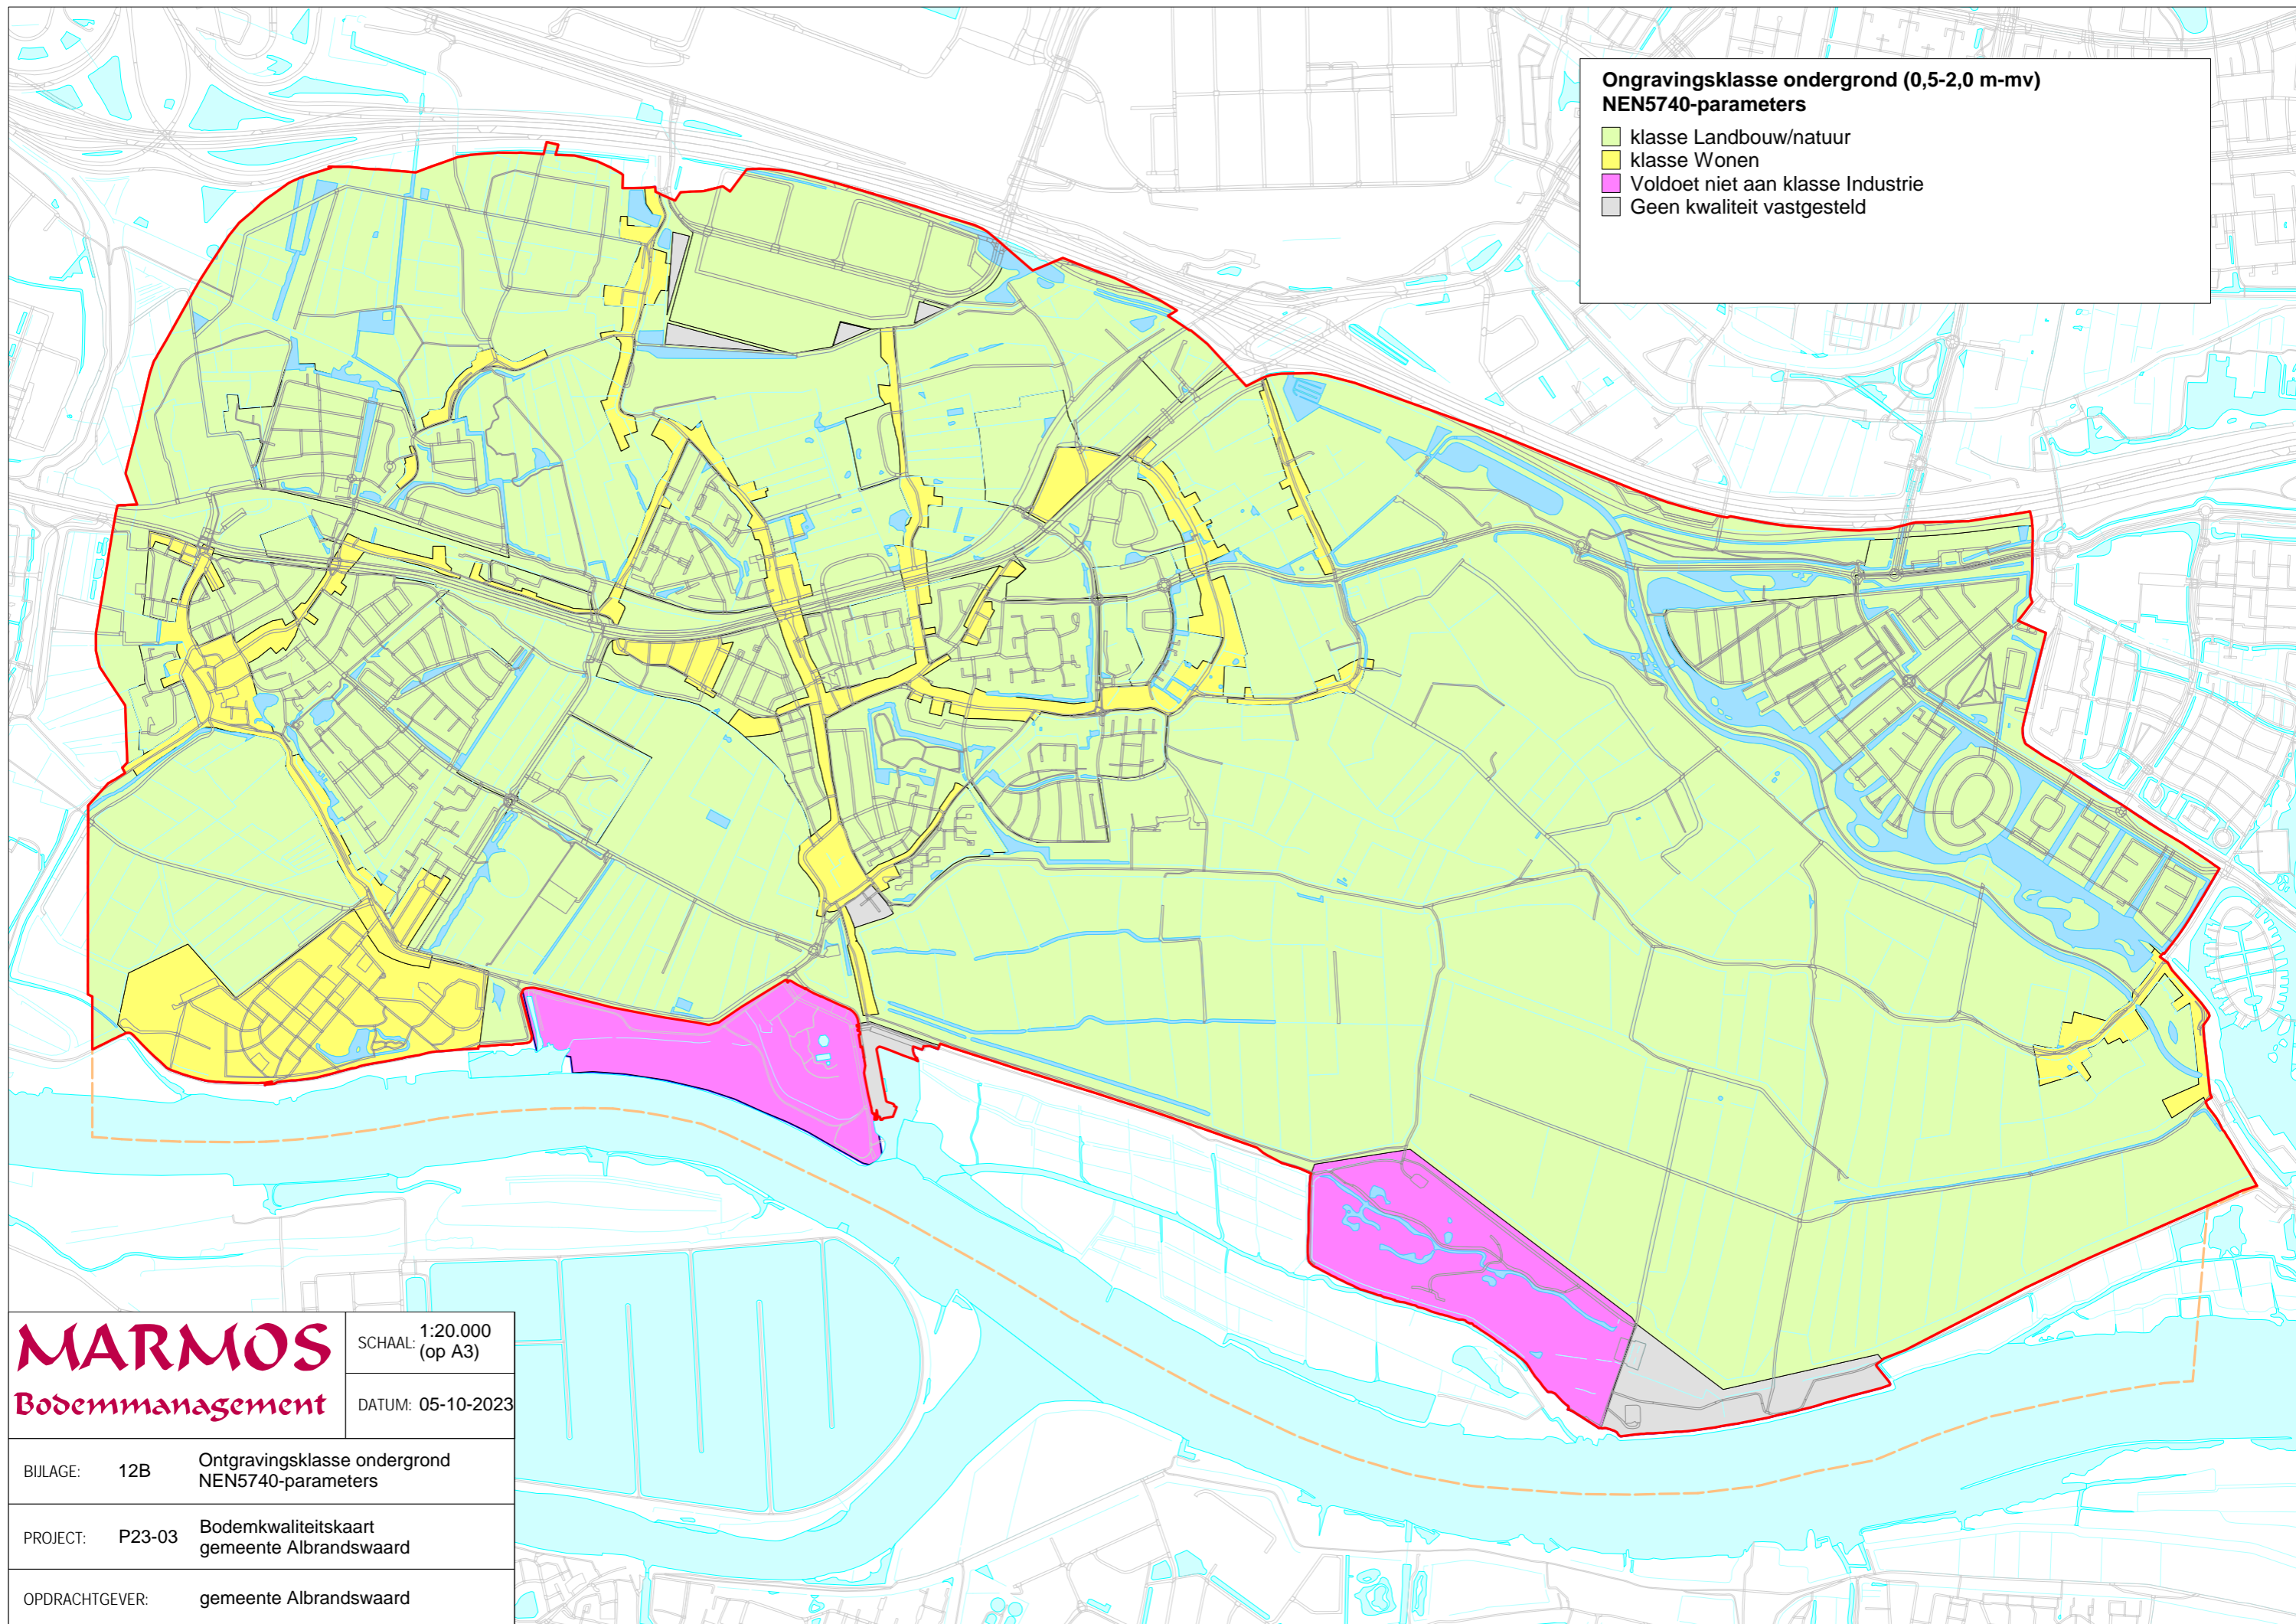 Ongravingsklasse ondergrond (0,5-2,0 m-mv)
NEN5740-parameters
klasse Landbouw/natuur
klasse Wonen
Voldoet niet aan klasse Industrie
Geen kwaliteit vastgesteld
MARMOS
Bodemmanagement
SCHAAL: 1:20.000
(op A3)
DATUM: 05-10-2023
BIJLAGE: 12B Ontgravingsklasse ondergrond
NEN5740-parameters
PROJECT: P23-03 Bodemkwaliteitskaart
gemeente Albrandswaard
OPDRACHTGEVER: gemeente Albrandswaard